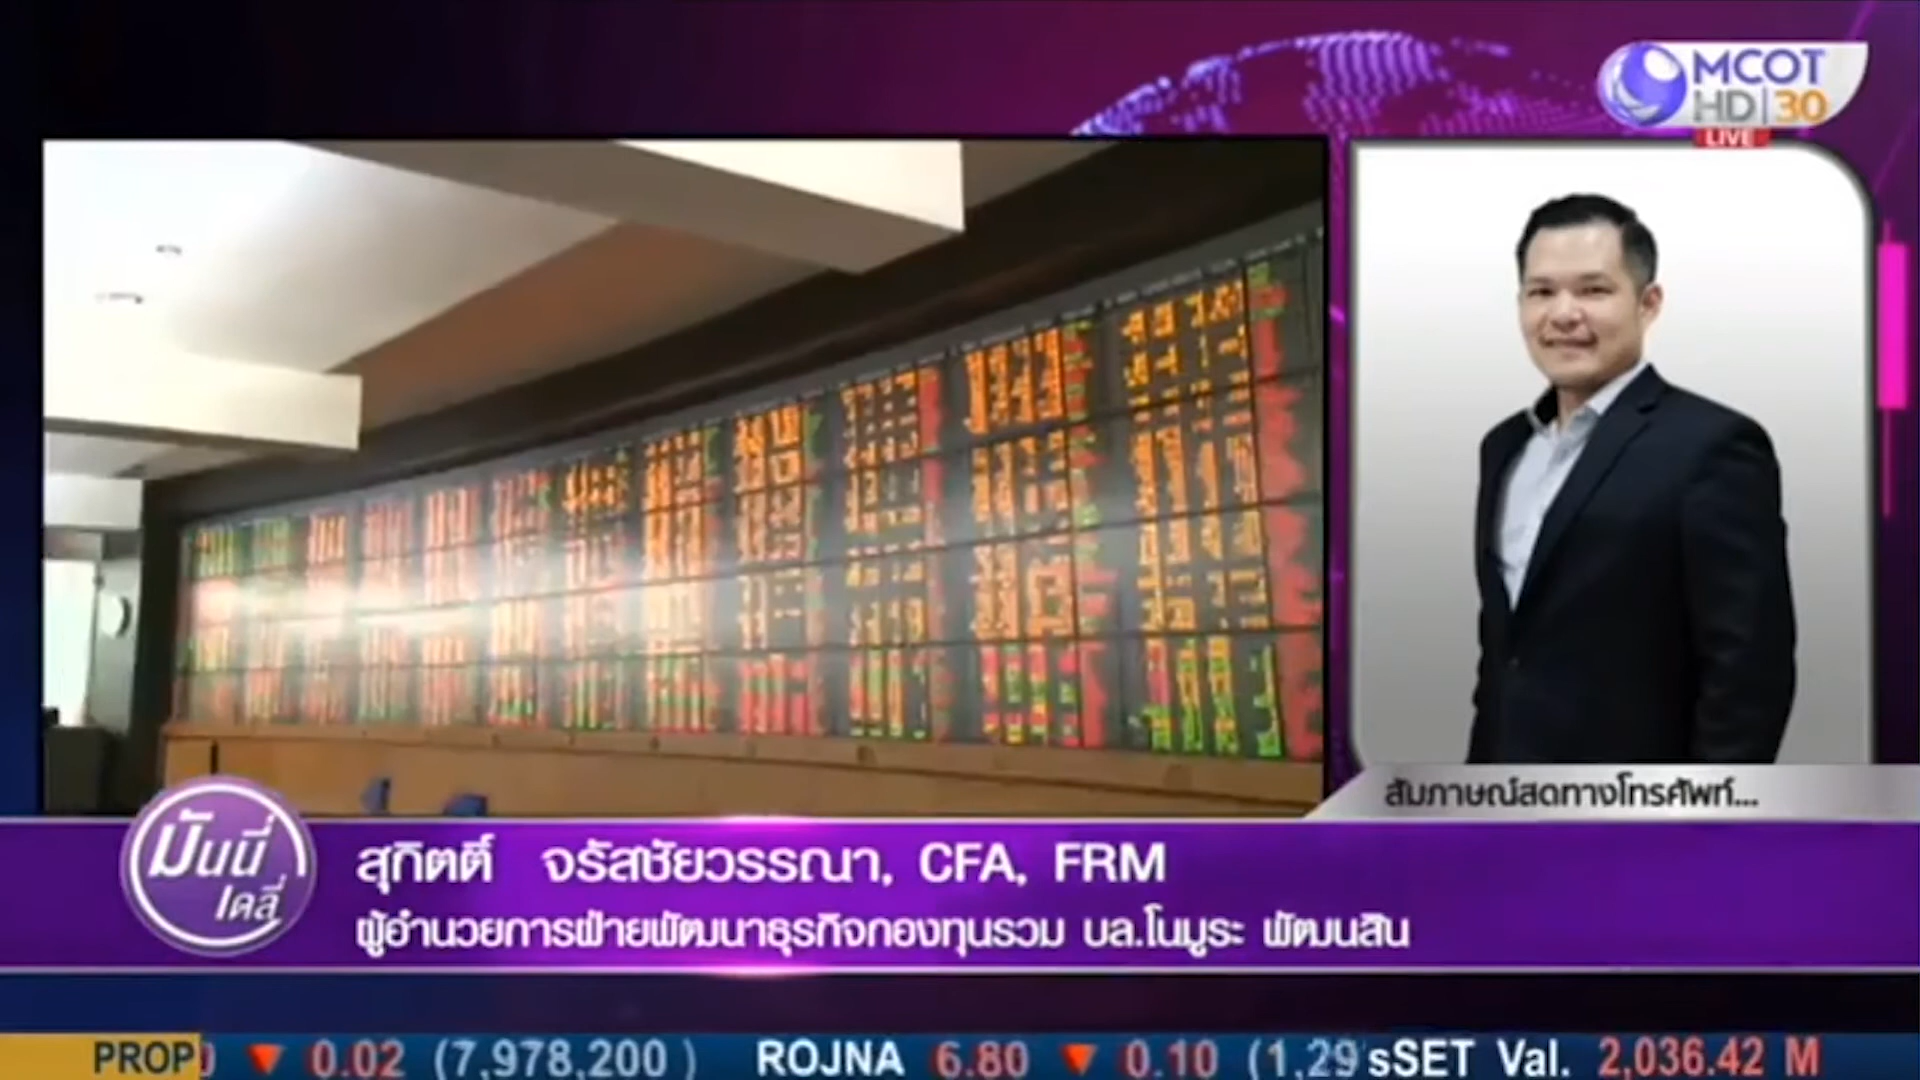 MCOT
HD|30
LIVE
สัมภาษณ์สดทางโทรศัพท์...
มันนี่
เดลี่
สุกิตติ์ จรัสชัยวรรณา, CFA, FRM
ผู้อำนวยการฝ่ายพัฒนาธุรกิจกองทุนรวม บล.โนมูระ พัฒนสิน
PROP ▼ 0.02 (7,978,200 ) ROJNA 6.80 ▼ 0.10 (1,29 sSET Val. 2,036.42 M